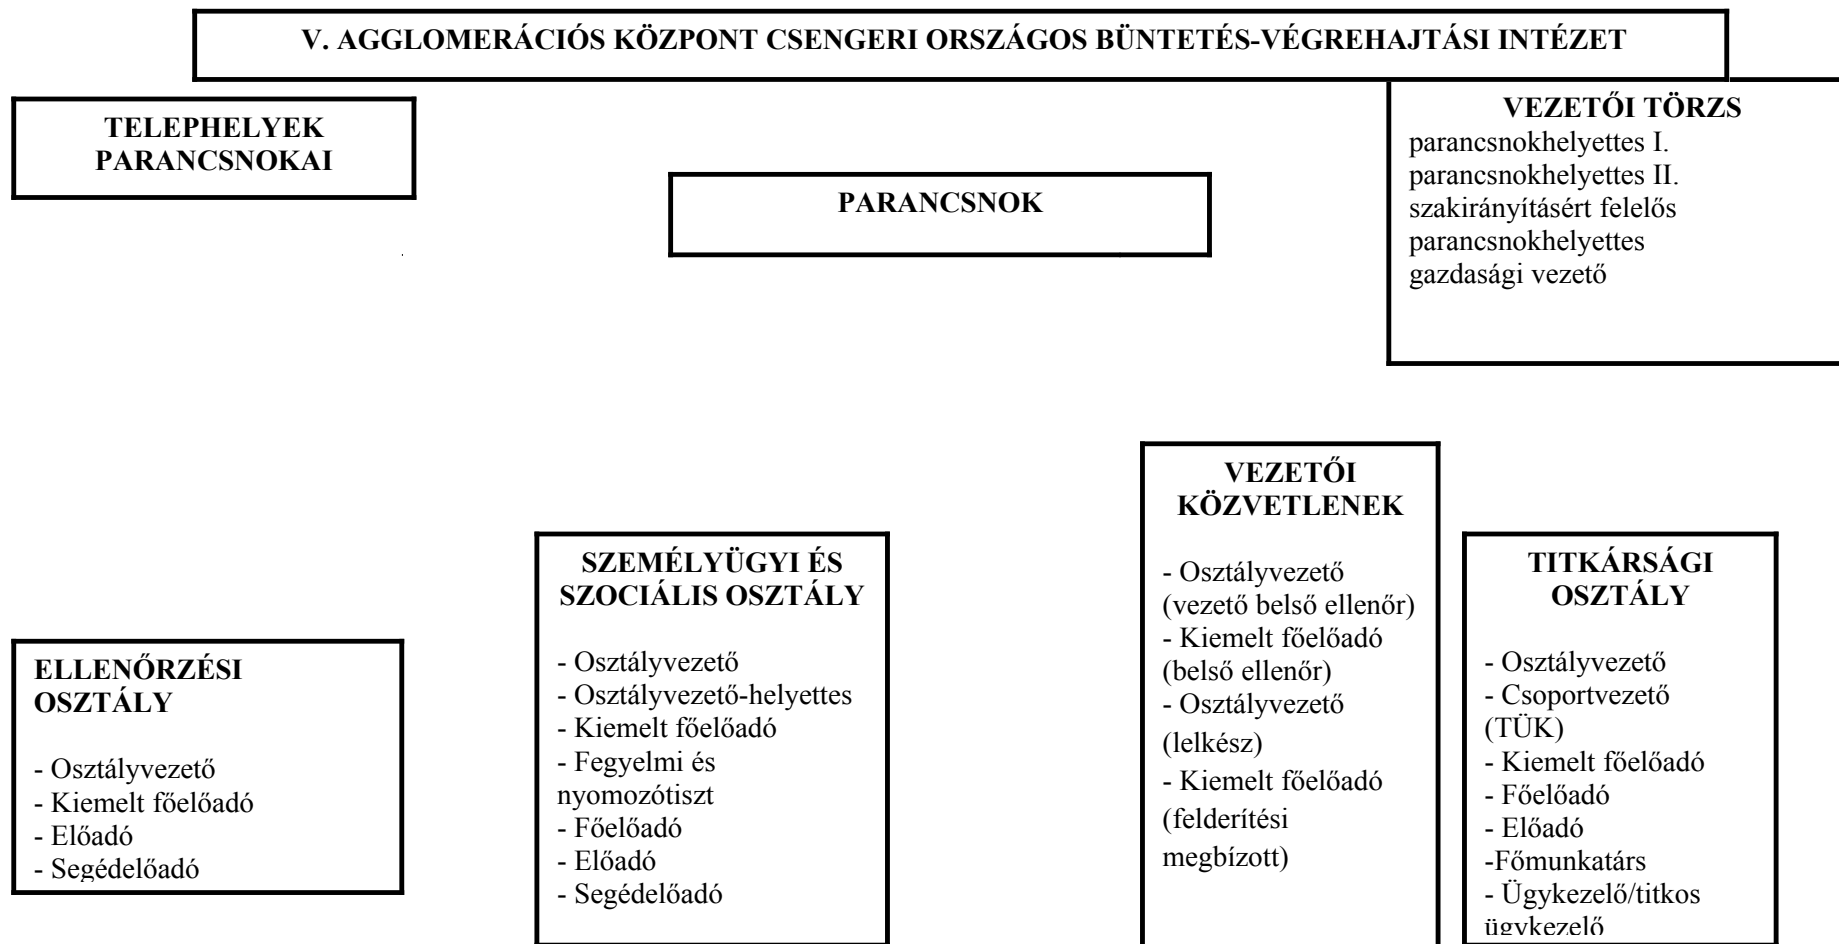 V. AGGLOMERÁCIÓS KÖZPONT CSENGERI ORSZÁGOS BÜNTETÉS-VÉGREHAJTÁSI INTÉZET
TELEPHELYEK
PARANCSNOKAI
PARANCSNOK
VEZETŐI TÖRZS
parancsnokhelyettes I.
parancsnokhelyettes II.
szakirányításért felelős
parancsnokhelyettes
gazdasági vezető
ELLENŐRZÉSI
OSZTÁLY
- Osztályvezető
- Kiemelt főelőadó
- Előadó
- Segédelőadó
SZEMÉLYÜGYI ÉS
SZOCIÁLIS OSZTÁLY
- Osztályvezető
- Osztályvezető-helyettes
- Kiemelt főelőadó
- Fegyelmi és
nyomozótiszt
- Főelőadó
- Előadó
- Segédelőadó
VEZETŐI
KÖZVETLENEK
- Osztályvezető
(vezető belső ellenőr)
- Kiemelt főelőadó
(belső ellenőr)
- Osztályvezető
(lelkész)
- Kiemelt főelőadó
(felderítési
megbízott)
TITKÁRSÁGI
OSZTÁLY
- Osztályvezető
- Csoportvezető
(TÜK)
- Kiemelt főelőadó
- Főelőadó
- Előadó
-Főmunkatárs
- Ügykezelő/titkos
ügykezelő